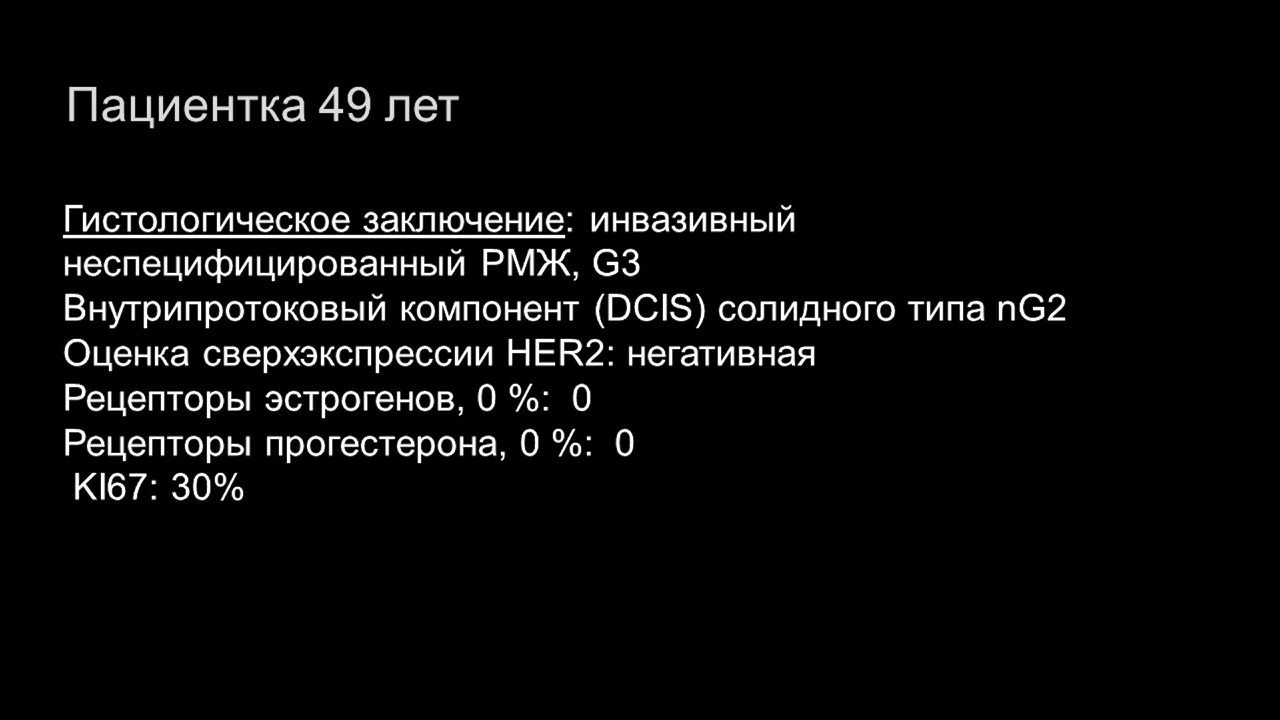 Пациентка 49 лет
Гистологическое заключение: инвазивный
неспецифицированный РМЖ, G3
Внутрипротоковый компонент (DCIS) солидного типа nG2
Оценка сверхэкспрессии HER2: негативная
Рецепторы эстрогенов, 0 %: 0
Рецепторы прогестерона, 0 %: 0
KI67: 30%